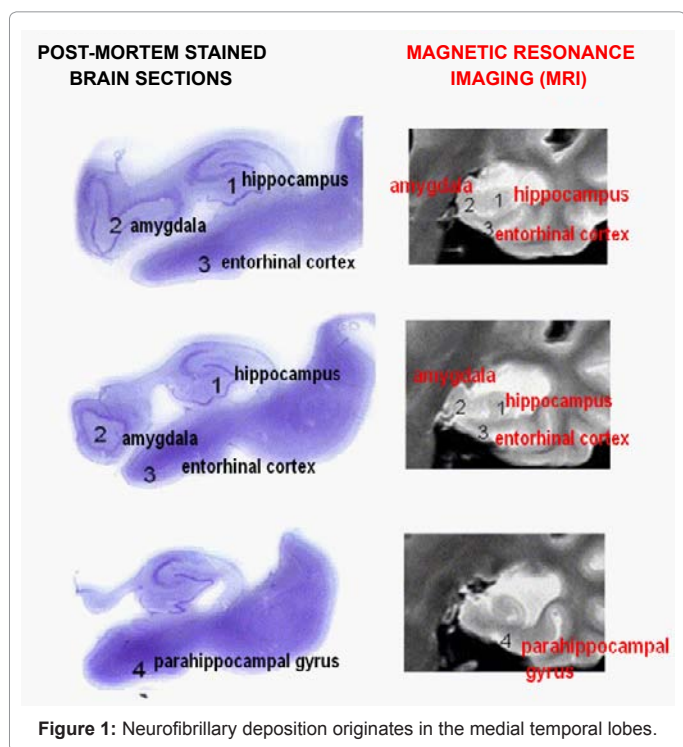 POST-MORTEM STAINED
BRAIN SECTIONS
MAGNETIC RESONANCE
IMAGING (MRI)
1 hippocampus
2 amygdala
3 entorhinal cortex
amygdala
2 1 hippocampus
3 entorhinal cortex
1 hippocampus
2 amygdala
3 entorhinal cortex
amygdala
2 1 hippocampus
3 entorhinal cortex
4 parahippocampal gyrus
4 parahippocampal
gyrus
Figure 1: Neurofibrillary deposition originates in the medial temporal lobes.